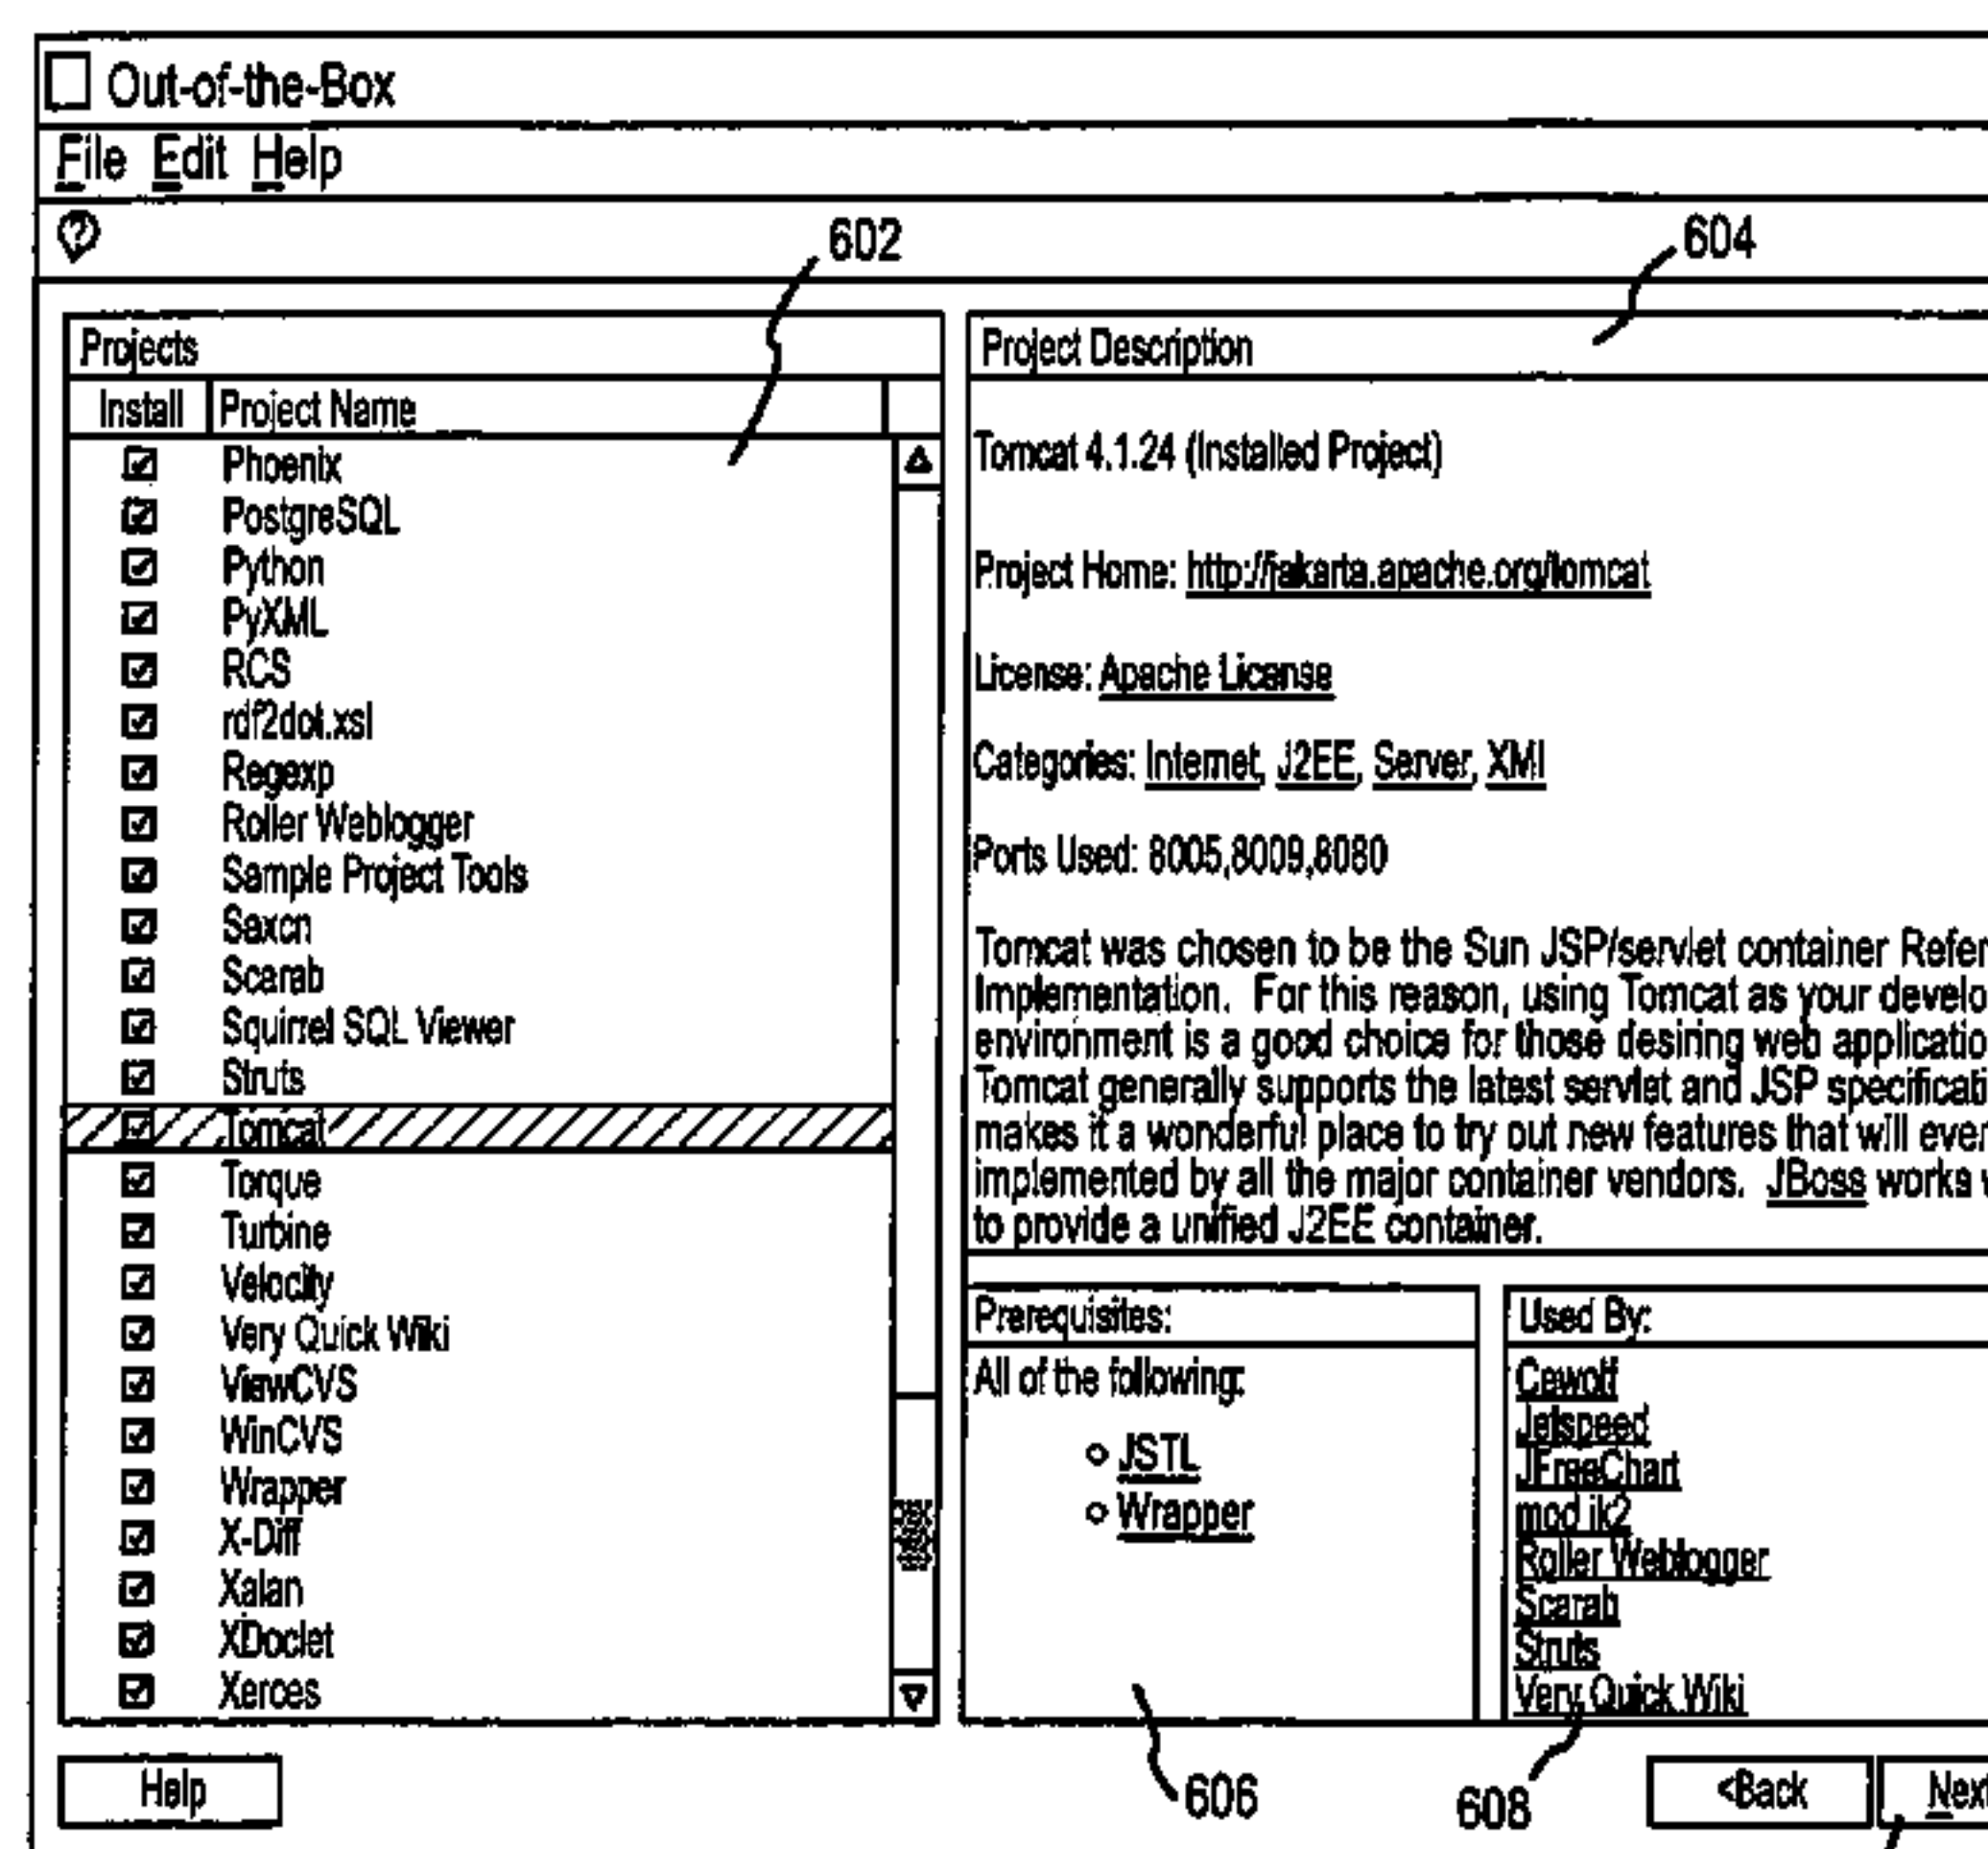 Out-of-the-Box
File Edit Help
?
602
604
Projects
Install Project Name
Phoenix
PostgreSQL
Python
PyXML
RCS
rdf2dot.xsl
Regexp
Roller Weblogger
Sample Project Tools
Saxon
Scarab
Squirrel SQL Viewer
Struts
Tomcat
Torque
Turbine
Velocity
Very Quick Wiki
ViewCVS
WinCVS
Wrapper
X-Diff
Xalan
XDoclet
Xerces
Project Description
Tomcat 4.1.24 (Installed Project)
Project Home: http://jakarta.apache.org/tomcat
License: Apache License
Categories: Internet, J2EE, Server, XMl
Ports Used: 8005,8009,8080
Tomcat was chosen to be the Sun JSP/servlet container Refer
Implementation. For this reason, using Tomcat as your develo
environment is a good choice for those desiring web applicatio
Tomcat generally supports the latest servlet and JSP specificati
makes it a wonderful place to try out new features that will ever
implemented by all the major container vendors. JBoss works w
to provide a unified J2EE container.
Prerequisites:
All of the following:
JSTL
Wrapper
606
Used By:
Cewolf
Jetspeed
JFreeChart
mod jk2
Roller Weblogger
Scarab
Struts
Very Quick Wiki
608
Help
<Back
Next